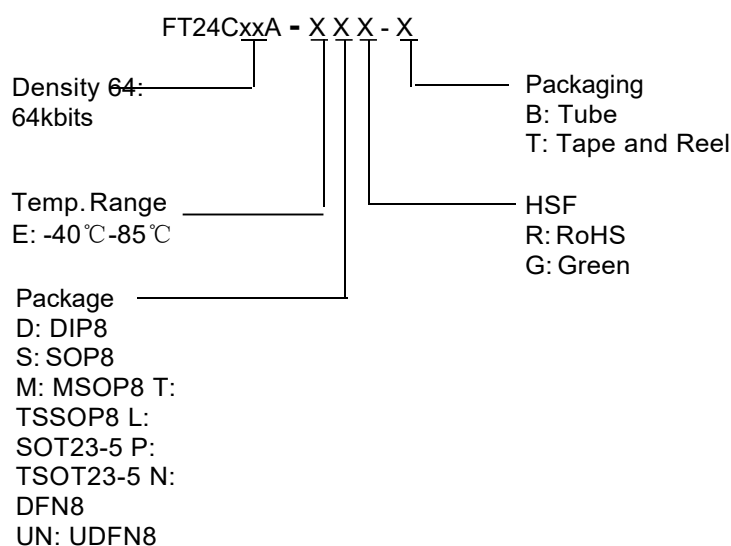 FT24CxxA - X X X - X
Density 64:
64kbits
Packaging
B: Tube
T: Tape and Reel
Temp. Range
E: -40℃-85℃
HSF
R: RoHS
G: Green
Package
D: DIP8
S: SOP8
M: MSOP8 T:
TSSOP8 L:
SOT23-5 P:
TSOT23-5 N:
DFN8
UN: UDFN8